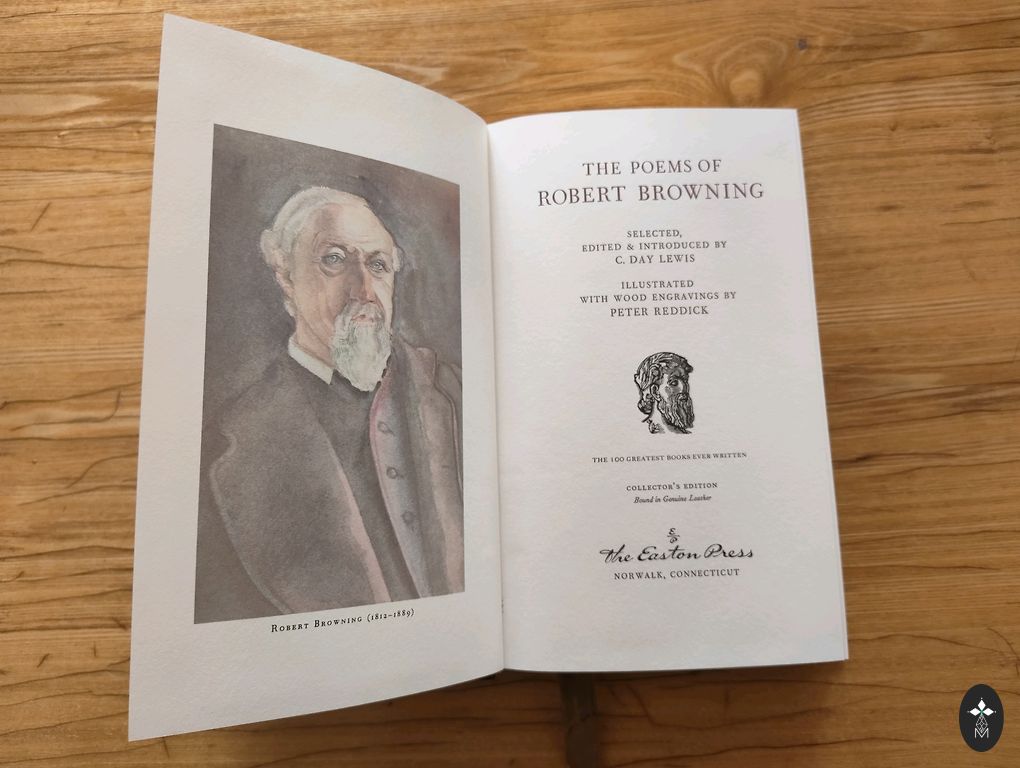 ROBERT BROWNING (1812–1889)
THE POEMS OF
ROBERT BROWNING
SELECTED,
EDITED & INTRODUCED BY
C. DAY LEWIS
ILLUSTRATED
WITH WOOD ENGRAVINGS BY
PETER REDDICK
THE 100 GREATEST BOOKS EVER WRITTEN
COLLECTOR'S EDITION
Bound in Genuine Leather
The Easton Press
NORWALK, CONNECTICUT
M